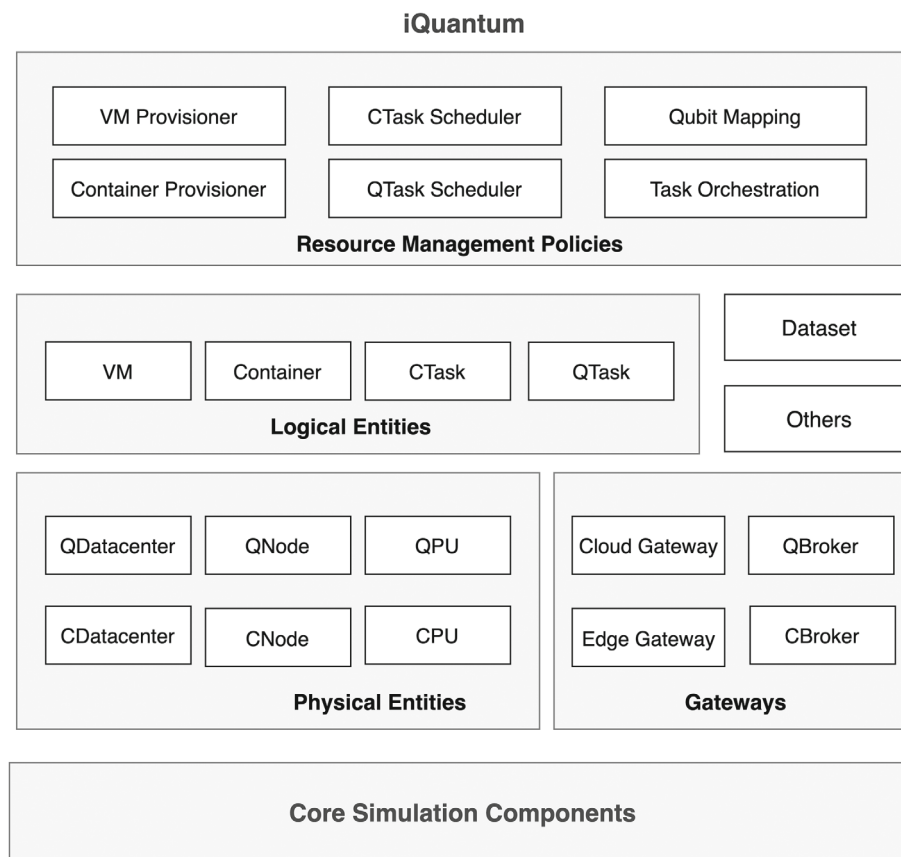 iQuantum
VM Provisioner
CTask Scheduler
Qubit Mapping
Container Provisioner
QTask Scheduler
Task Orchestration
Resource Management Policies
VM
Container
CTask
QTask
Logical Entities
Dataset
Others
QDatacenter
QNode
QPU
CDatacenter
CNode
CPU
Physical Entities
Cloud Gateway
QBroker
Edge Gateway
CBroker
Gateways
Core Simulation Components